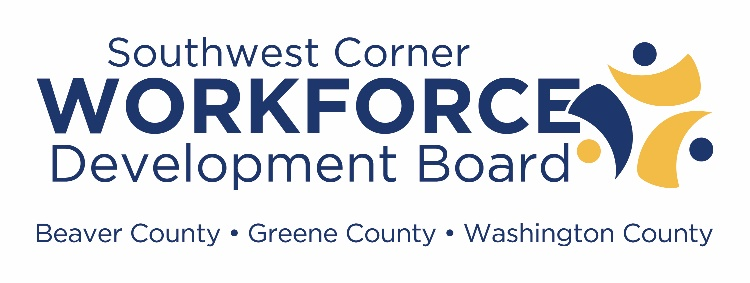 Southwest Corner
WORKFORCE
Development Board
Beaver County • Greene County • Washington County